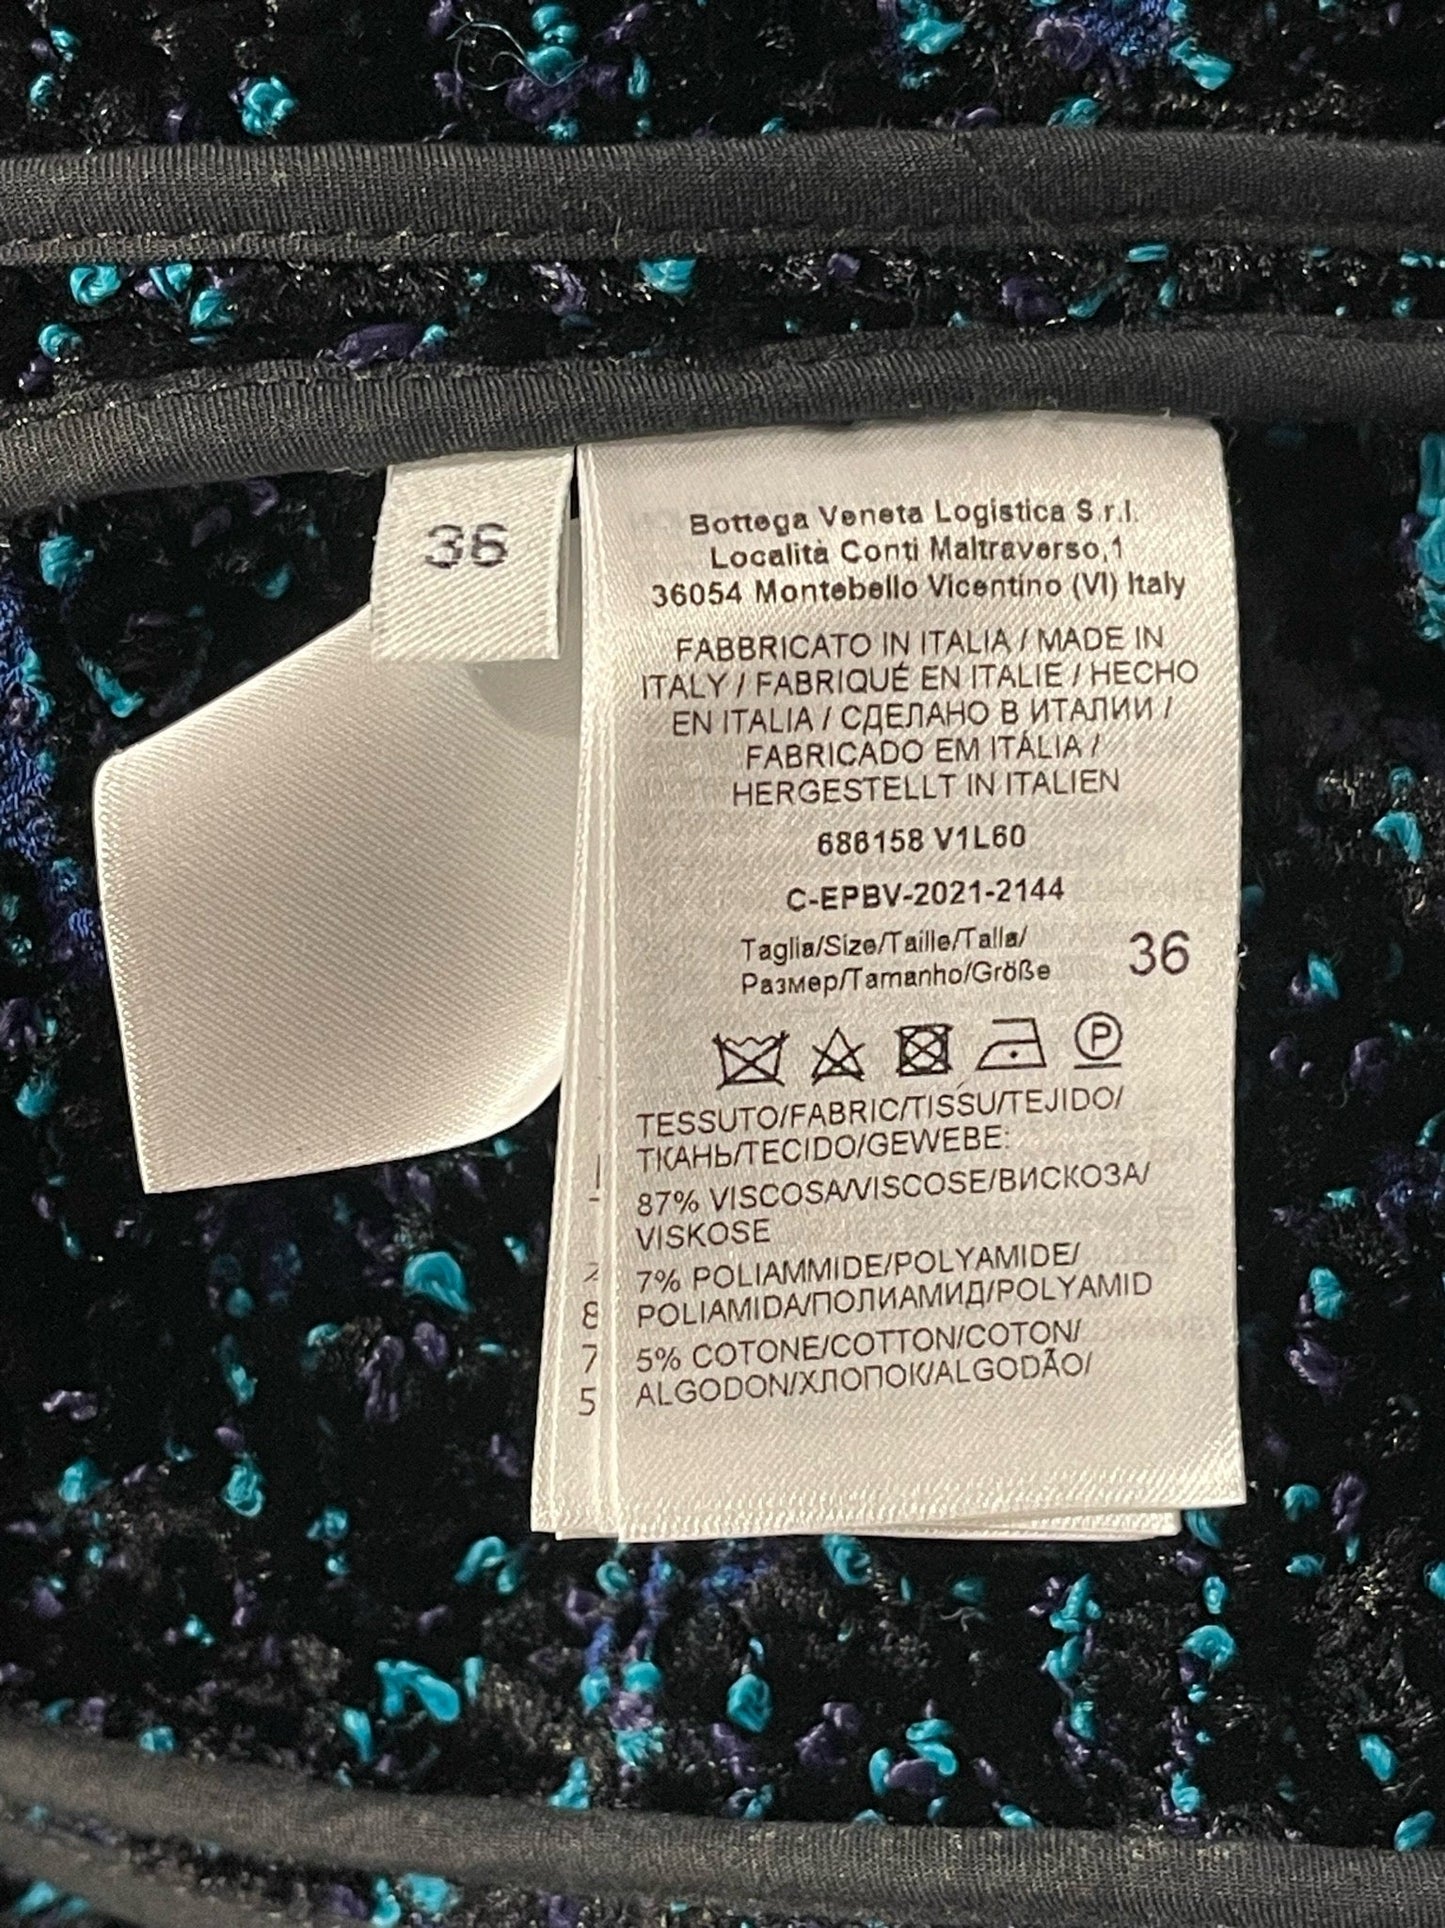 36
Bottega Veneta Logistica S.r.l.
Località Conti Maltraverso,1
36054 Montebello Vicentino (VI) Italy
FABBRICATO IN ITALIA / MADE IN
ITALY / FABRIQUÉ EN ITALIE / HECHO
EN ITALIA / СДЕЛАНО В ИТАЛИИ /
FABRICADO EM ITÁLIA /
HERGESTELLT IN ITALIEN
686158 V1L60
C-EPBV-2021-2144
Taglia/Size/Taille/Talla/
Размер/Tamanho/Größe
36
P
TESSUTO/FABRIC/TISSU/TEJIDO/
ТКАНЬ/TECIDO/GEWEBE:
87% VISCOSA/VISCOSE/ВИСКОЗА/
VISKOSE
7% POLIAMMIDE/POLYAMIDE/
POLIAMIDA/ПОЛИАМИД/POLYAMID
5% COTONE/COTTON/COTON/
ALGODON/ХЛОПОК/ALGODÃO/
8
7
5